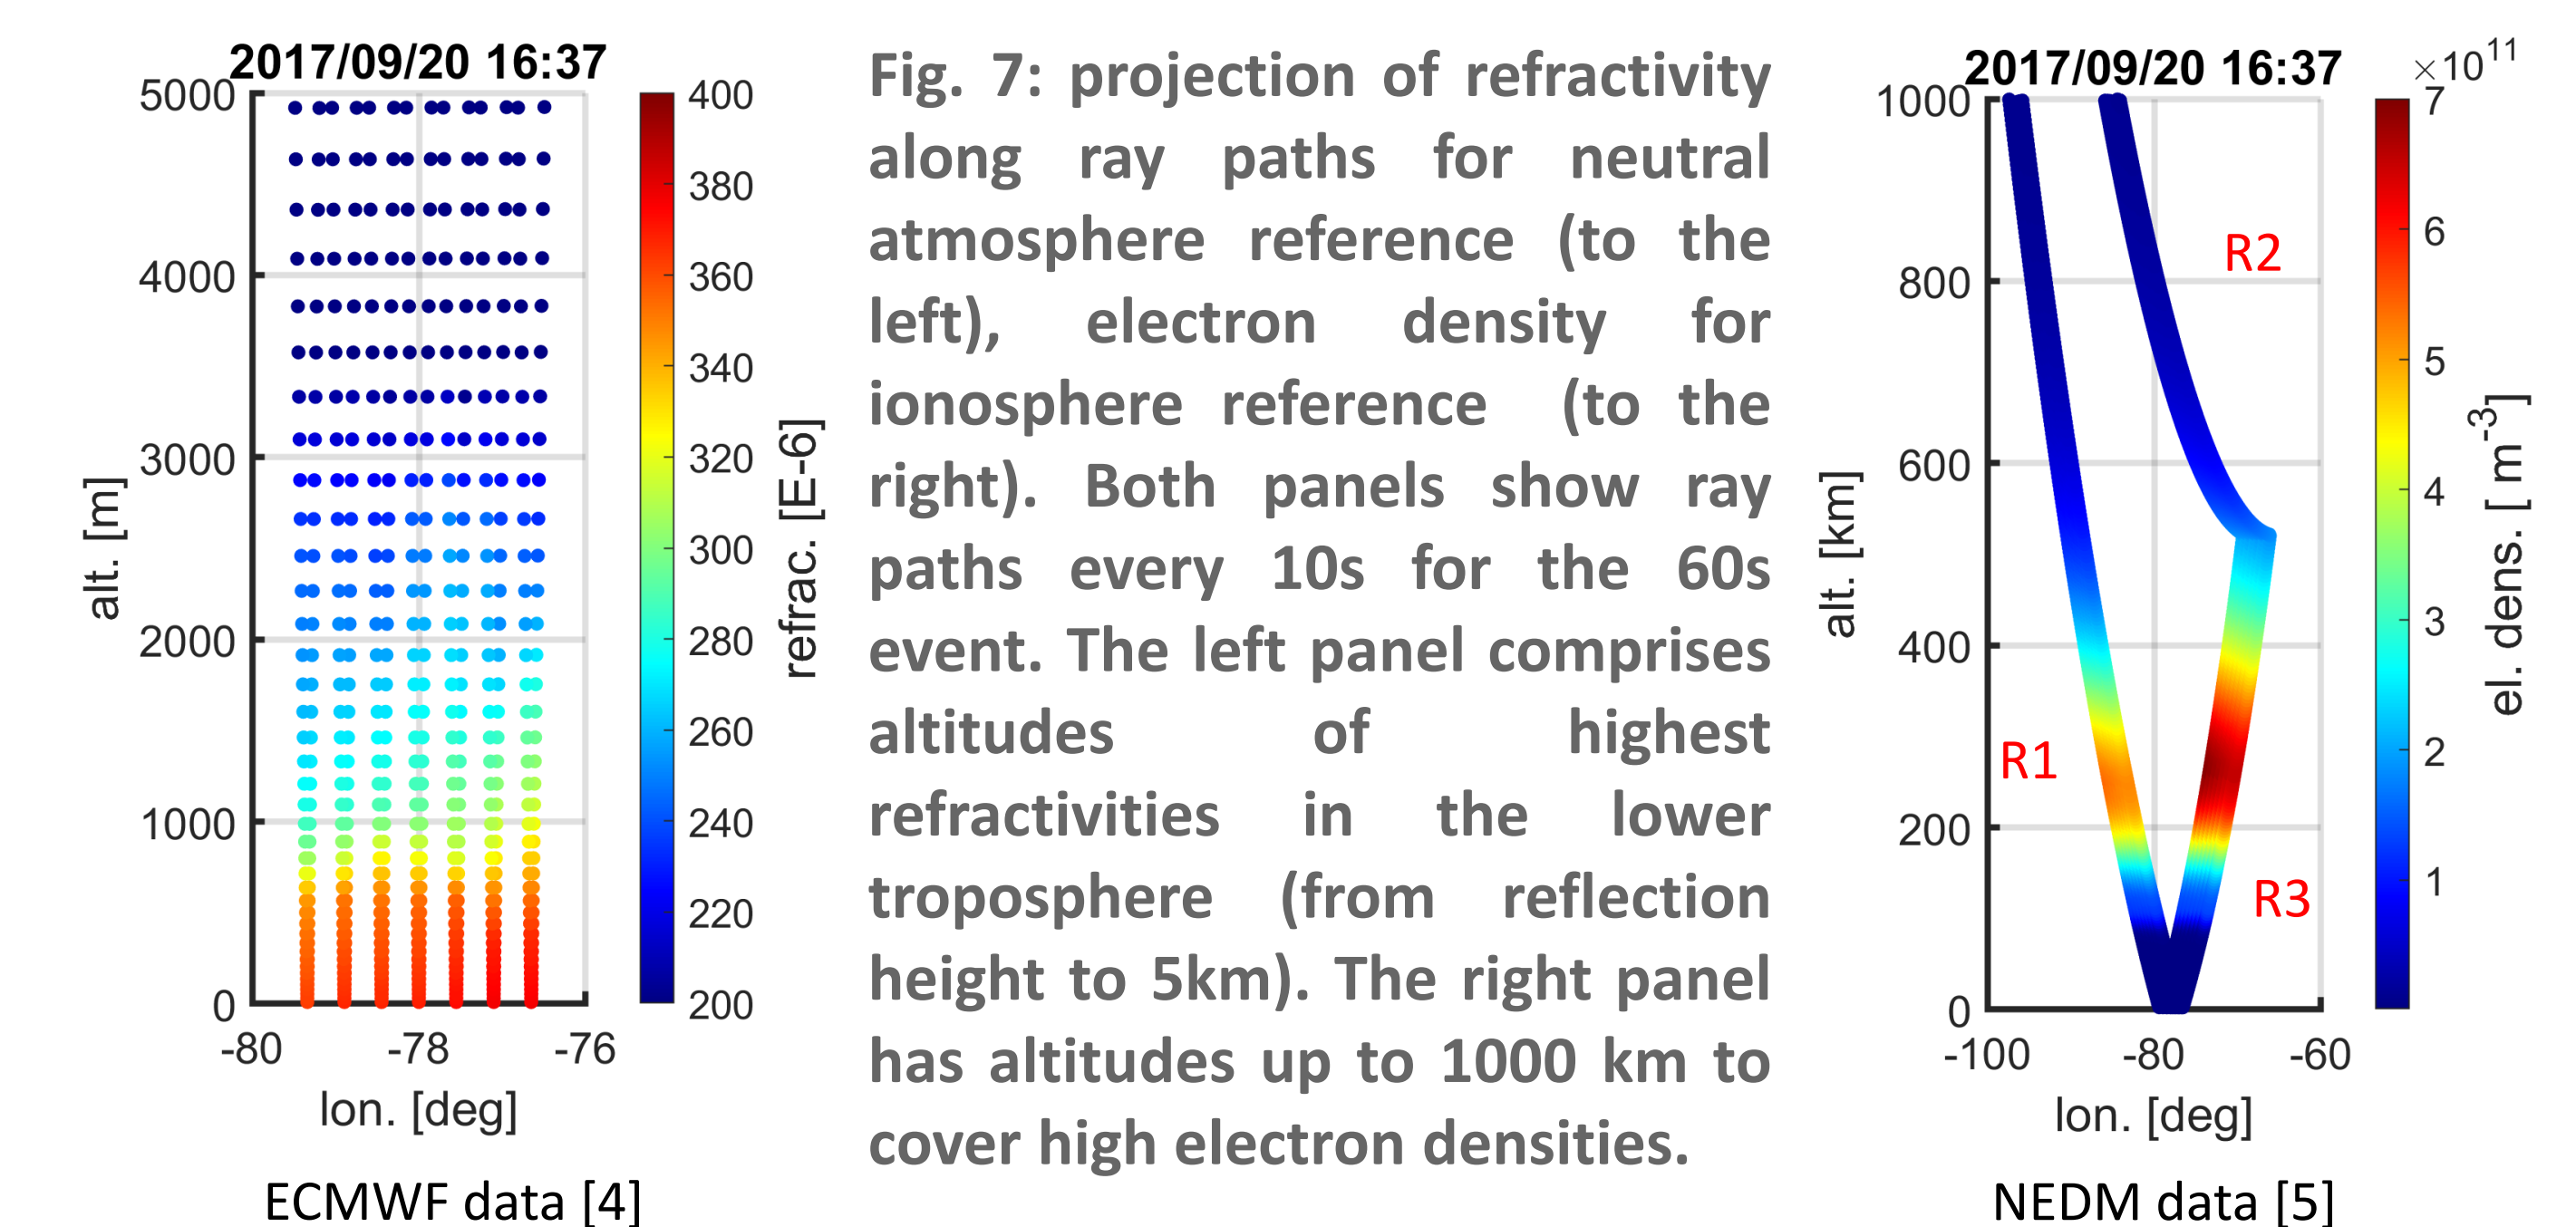 2017/09/20 16:37
5000
4000
3000
2000
1000
0
alt. [m]
-80
-78
-76
lon. [deg]
400
380
360
340
320
300
280
260
240
220
200
refrac. [E-6]
ECMWF data [4]
Fig. 7: projection of refractivity
along ray paths for neutral
atmosphere reference (to the
left), electron density for
ionosphere reference (to the
right). Both panels show ray
paths every 10s for the 60s
event. The left panel comprises
altitudes of highest
refractivities in the lower
troposphere (from reflection
height to 5km). The right panel
has altitudes up to 1000 km to
cover high electron densities.
2017/09/20 16:37
1000
800
600
400
200
0
alt. [km]
R2
R1
R3
-100
-80
-60
lon. [deg]
×10¹¹
7
6
5
4
3
2
1
el. dens. [ m⁻³]
NEDM data [5]